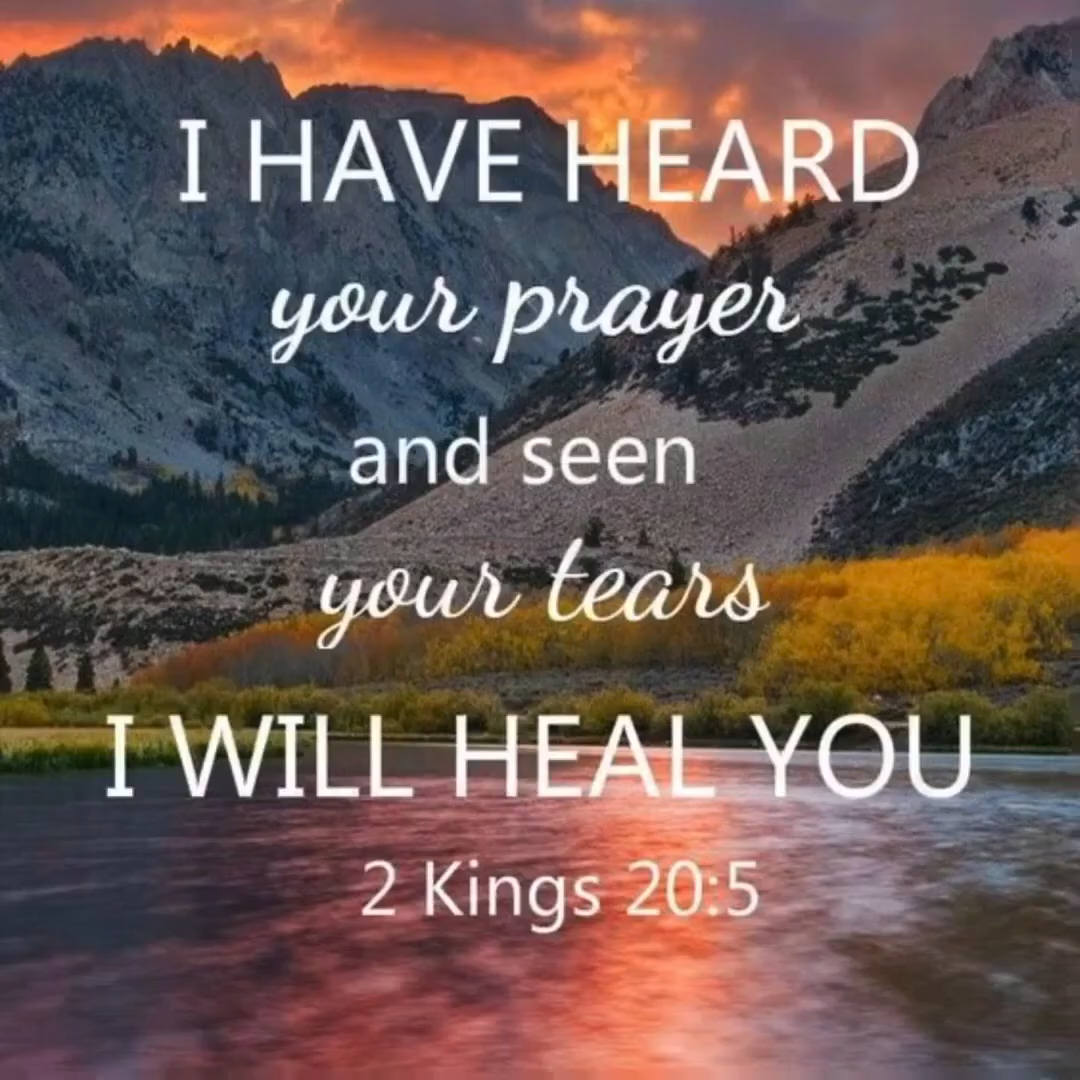 I HAVE HEARD
your prayer
and seen
your tears
I WILL HEAL YOU
2 Kings 20:5